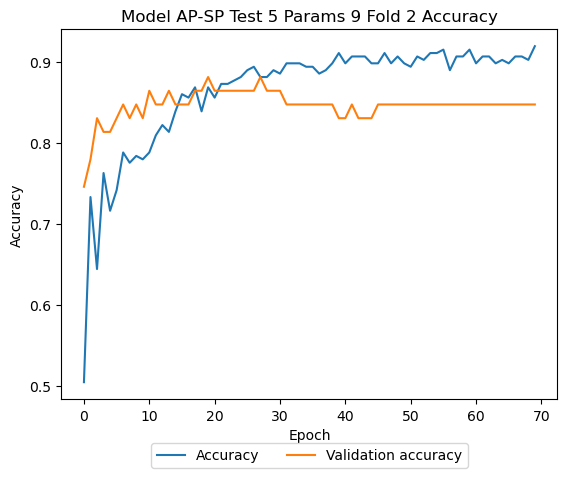 Model AP-SP Test 5 Params 9 Fold 2 Accuracy
Accuracy
0.9
0.8
0.7
0.6
0.5
0 10 20 30 40 50 60 70
Epoch
Accuracy Validation accuracy